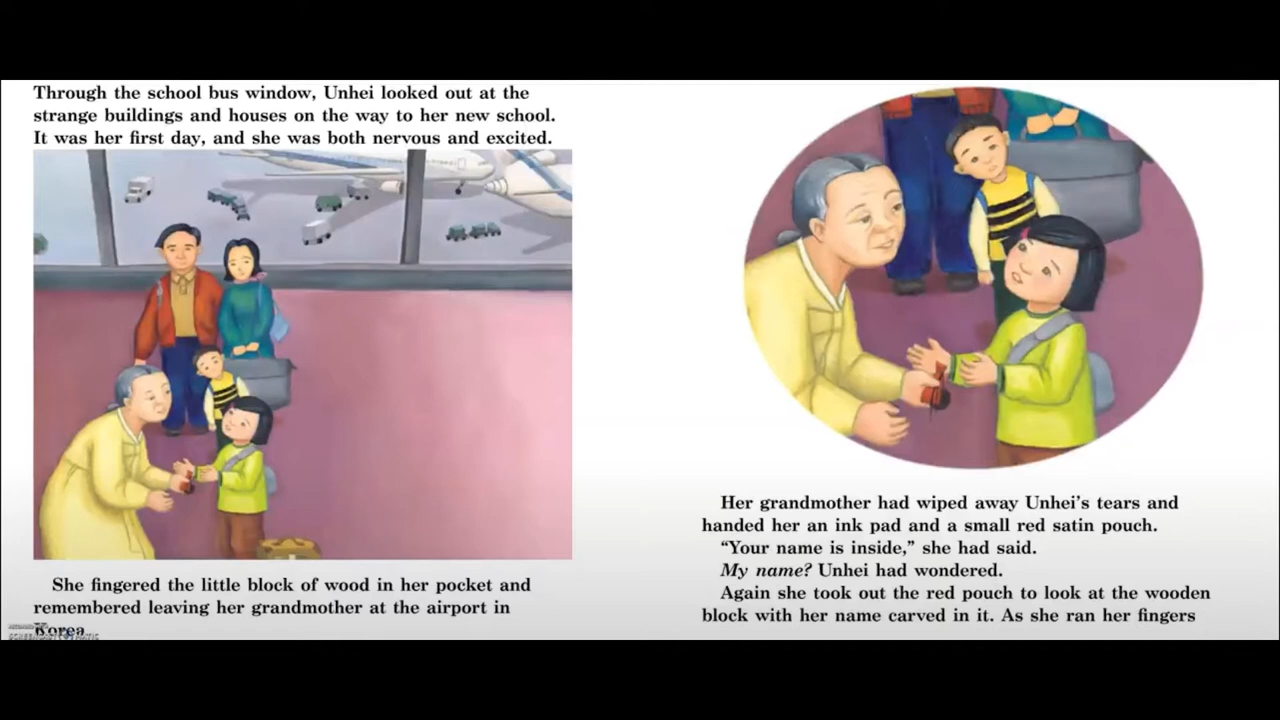 Through the school bus window, Unhei looked out at the
strange buildings and houses on the way to her new school.
It was her first day, and she was both nervous and excited.
She fingered the little block of wood in her pocket and
remembered leaving her grandmother at the airport in
Korea.
Her grandmother had wiped away Unhei’s tears and
handed her an ink pad and a small red satin pouch.
“Your name is inside,” she had said.
My name? Unhei had wondered.
Again she took out the red pouch to look at the wooden
block with her name carved in it. As she ran her fingers